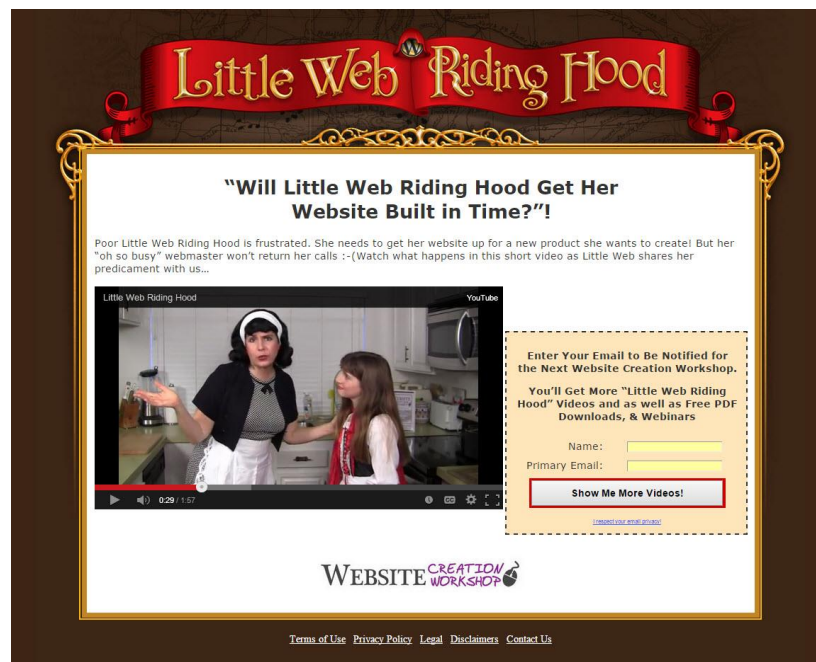 Little Web Riding Hood
“Will Little Web Riding Hood Get Her
Website Built in Time?”!
Poor Little Web Riding Hood is frustrated. She needs to get her website up for a new product she wants to create! But her
“oh so busy” webmaster won’t return her calls :-(Watch what happens in this short video as Little Web shares her
predicament with us…
Little Web Riding Hood
YouTube
0:29 / 1:57
CC
Enter Your Email to Be Notified for
the Next Website Creation Workshop.
You’ll Get More “Little Web Riding
Hood” Videos and as well as Free PDF
Downloads, & Webinars
Name:
Primary Email:
Show Me More Videos!
I respect your email privacy!
WEBSITE CREATION WORKSHOP
Terms of Use Privacy Policy Legal Disclaimers Contact Us